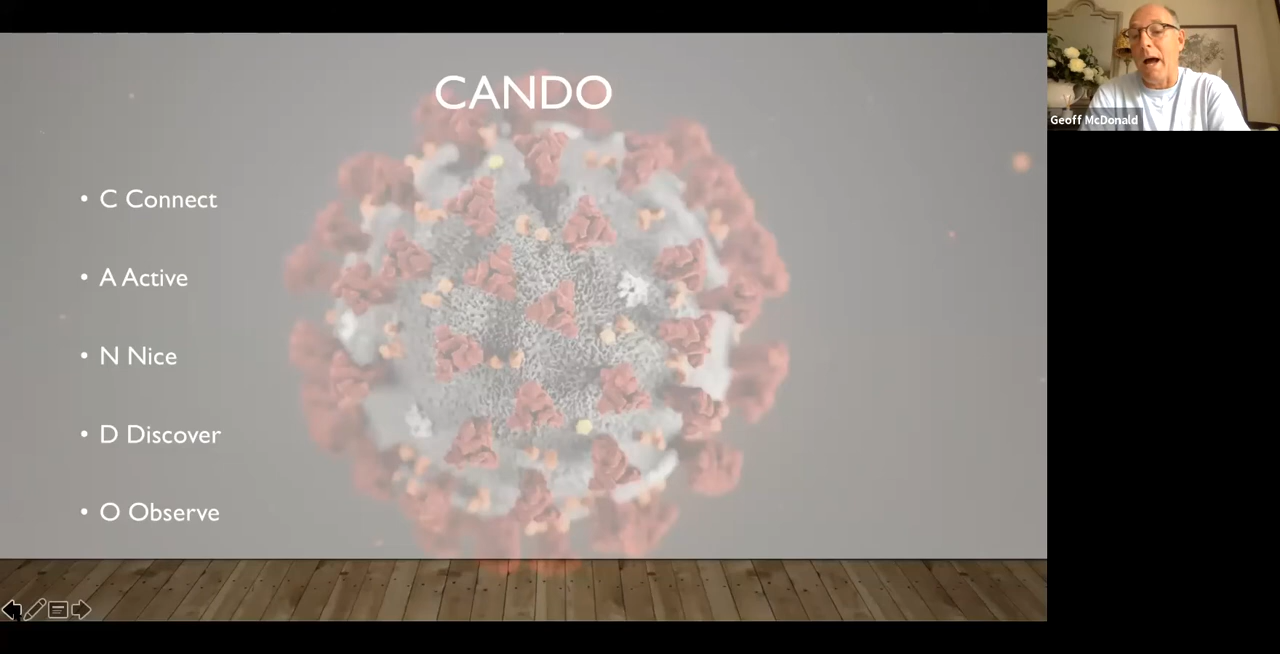 CANDO
• C Connect
• A Active
• N Nice
• D Discover
• O Observe
Geoff McDonald